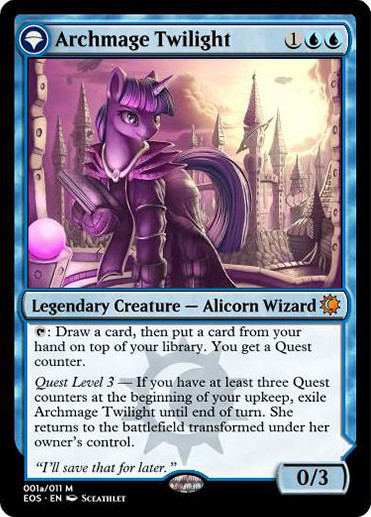 Archmage Twilight 1
Legendary Creature — Alicorn Wizard
: Draw a card, then put a card from your
hand on top of your library. You get a Quest
counter.
Quest Level 3 — If you have at least three Quest
counters at the beginning of your upkeep, exile
Archmage Twilight until end of turn. She
returns to the battlefield transformed under her
owner's control.
"I'll save that for later."
0/3
001a/011 M
EOS · EN Sceathlet